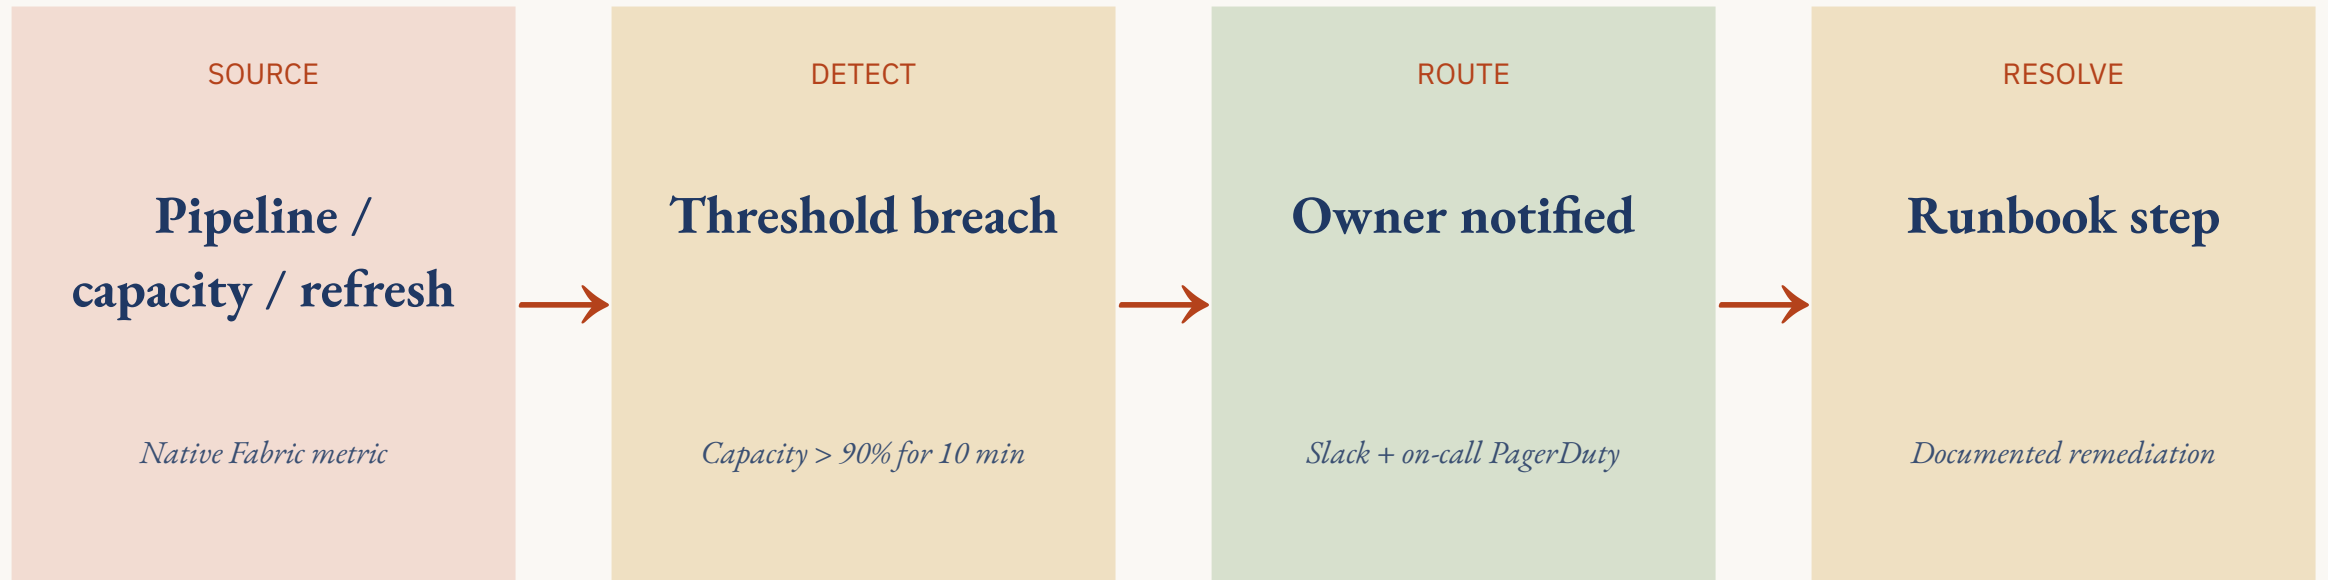 SOURCE
Pipeline /
capacity / refresh
Native Fabric metric
DETECT
Threshold breach
Capacity > 90% for 10 min
ROUTE
Owner notified
Slack + on-call PagerDuty
RESOLVE
Runbook step
Documented remediation